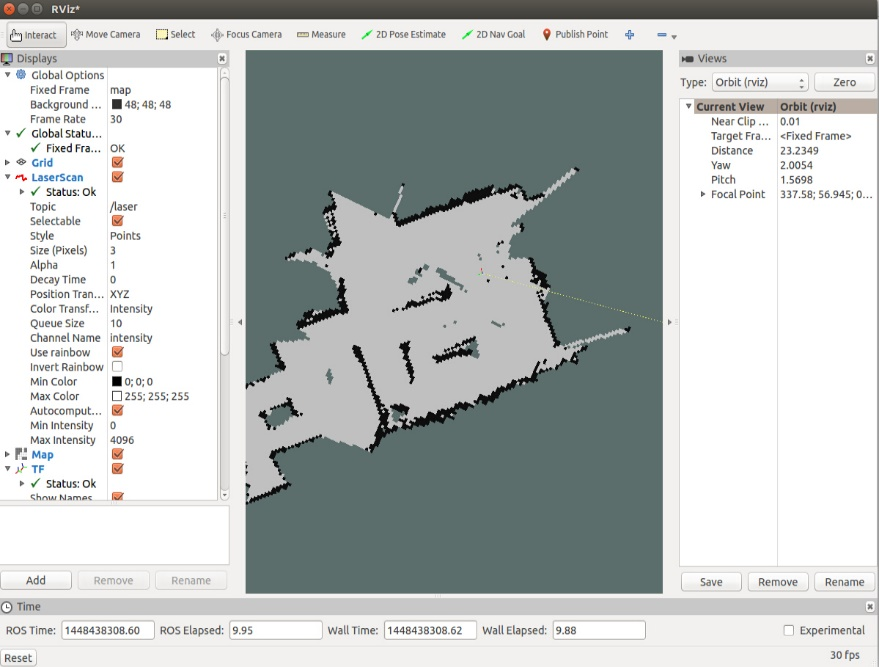 RViz*
Interact Move Camera Select Focus Camera Measure 2D Pose Estimate 2D Nav Goal Publish Point
Displays
Global Options
Fixed Frame map
Background ... 48; 48; 48
Frame Rate 30
Global Statu...
Fixed Fra... OK
Grid
LaserScan
Status: Ok
Topic /laser
Selectable
Style Points
Size (Pixels) 3
Alpha 1
Decay Time 0
Position Tran... XYZ
Color Transf... Intensity
Queue Size 10
Channel Name intensity
Use rainbow
Invert Rainbow
Min Color 0; 0; 0
Max Color 255; 255; 255
Autocomput...
Min Intensity 0
Max Intensity 4096
Map
TF
Status: Ok
Show Names
Add Remove Rename
Views
Type: Orbit (rviz) Zero
Current View Orbit (rviz)
Near Clip ... 0.01
Target Fra... <Fixed Frame>
Distance 23.2349
Yaw 2.0054
Pitch 1.5698
Focal Point 337.58; 56.945; 0...
Save Remove Rename
Time
ROS Time: 1448438308.60 ROS Elapsed: 9.95 Wall Time: 1448438308.62 Wall Elapsed: 9.88 Experimental
Reset 30 fps